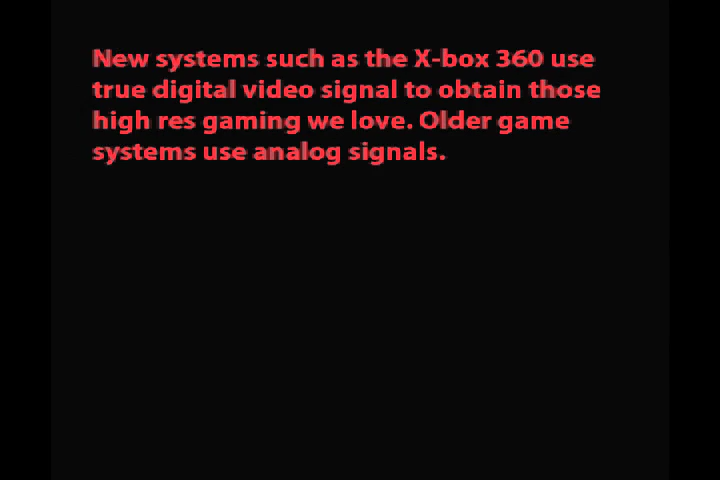 New systems such as the X-box 360 use
true digital video signal to obtain those
high res gaming we love. Older game
systems use analog signals.